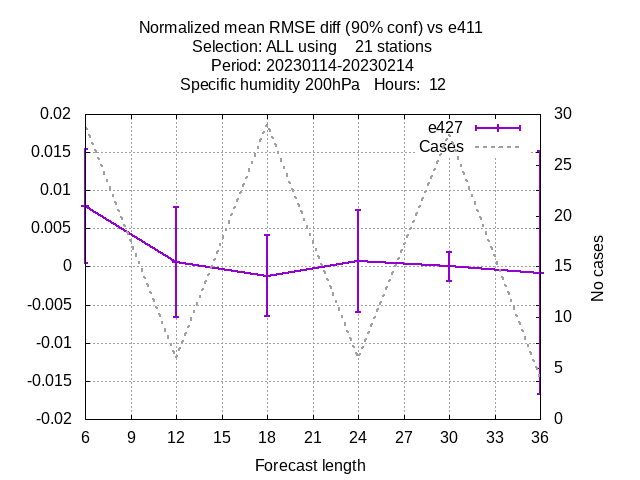 Normalized mean RMSE diff (90% conf) vs e411
Selection: ALL using    21 stations
Period: 20230114-20230214
Specific humidity 200hPa   Hours:  12
0.02
0.015
0.01
0.005
0
-0.005
-0.01
-0.015
-0.02
e427
Cases
30
25
20
15
10
5
0
No cases
6 9 12 15 18 21 24 27 30 33 36
Forecast length